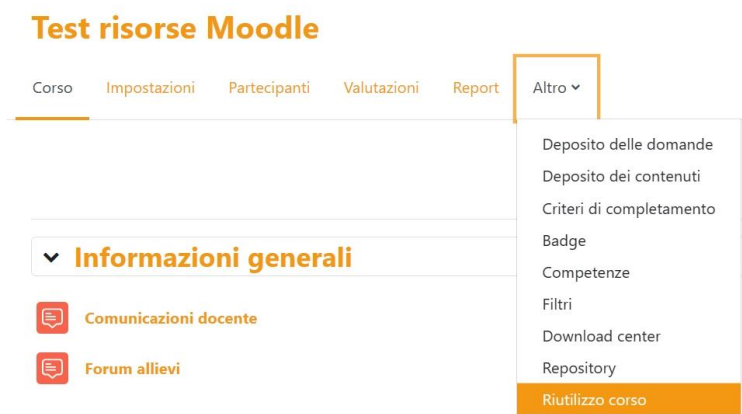 Test risorse Moodle
Corso Impostazioni Partecipanti Valutazioni Report Altro
Deposito delle domande
Deposito dei contenuti
Criteri di completamento
Badge
Competenze
Filtri
Download center
Repository
Riutilizzo corso
Informazioni generali
Comunicazioni docente
Forum allievi